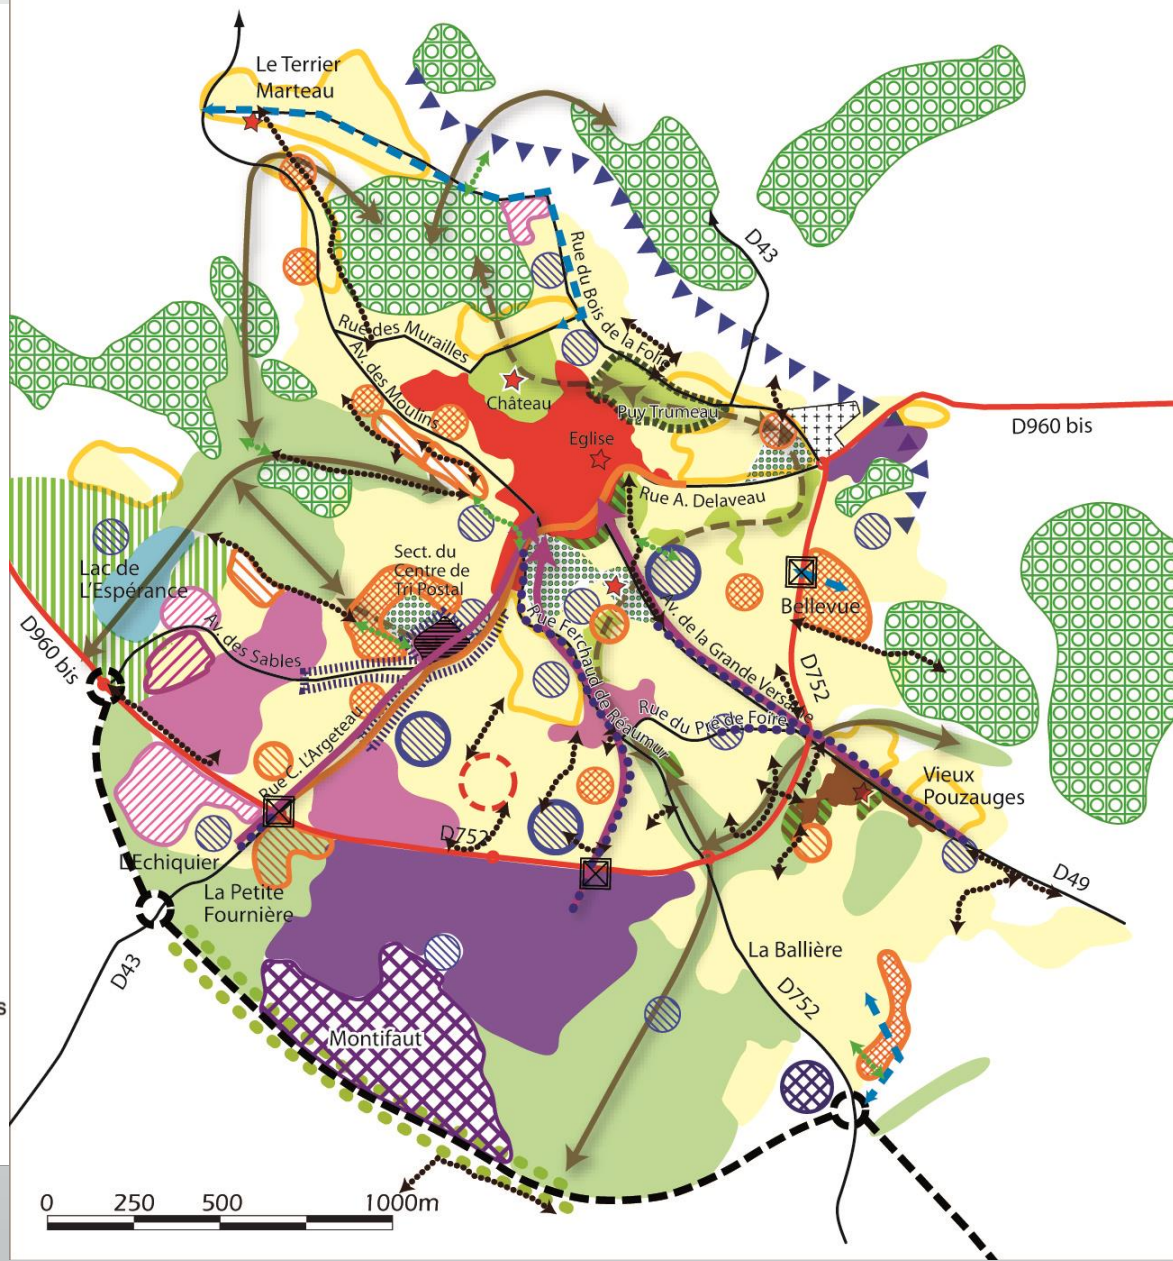 Le Terrier
Marteau
D43
Rue du Bois de la Folie
Rue des Murailles
Av. des Moulins
Château
Puy Trumeau
D960 bis
Eglise
Rue A. Delaveau
Sect. du
Centre de
Tri Postal
Lac de
L'Espérance
Bellevue
Av. des Sables
Rue Ferchaud de Réaumur
Av. de la Grande Versaine
D960 bis
D752
Rue du Pré de Foire
Rue C. L'Argeteau
Vieux
Pouzauges
D752
L'Echiquier
D49
La Petite
Fournière
La Ballière
D43
D752
Montifaut
s
0 250 500 1000m